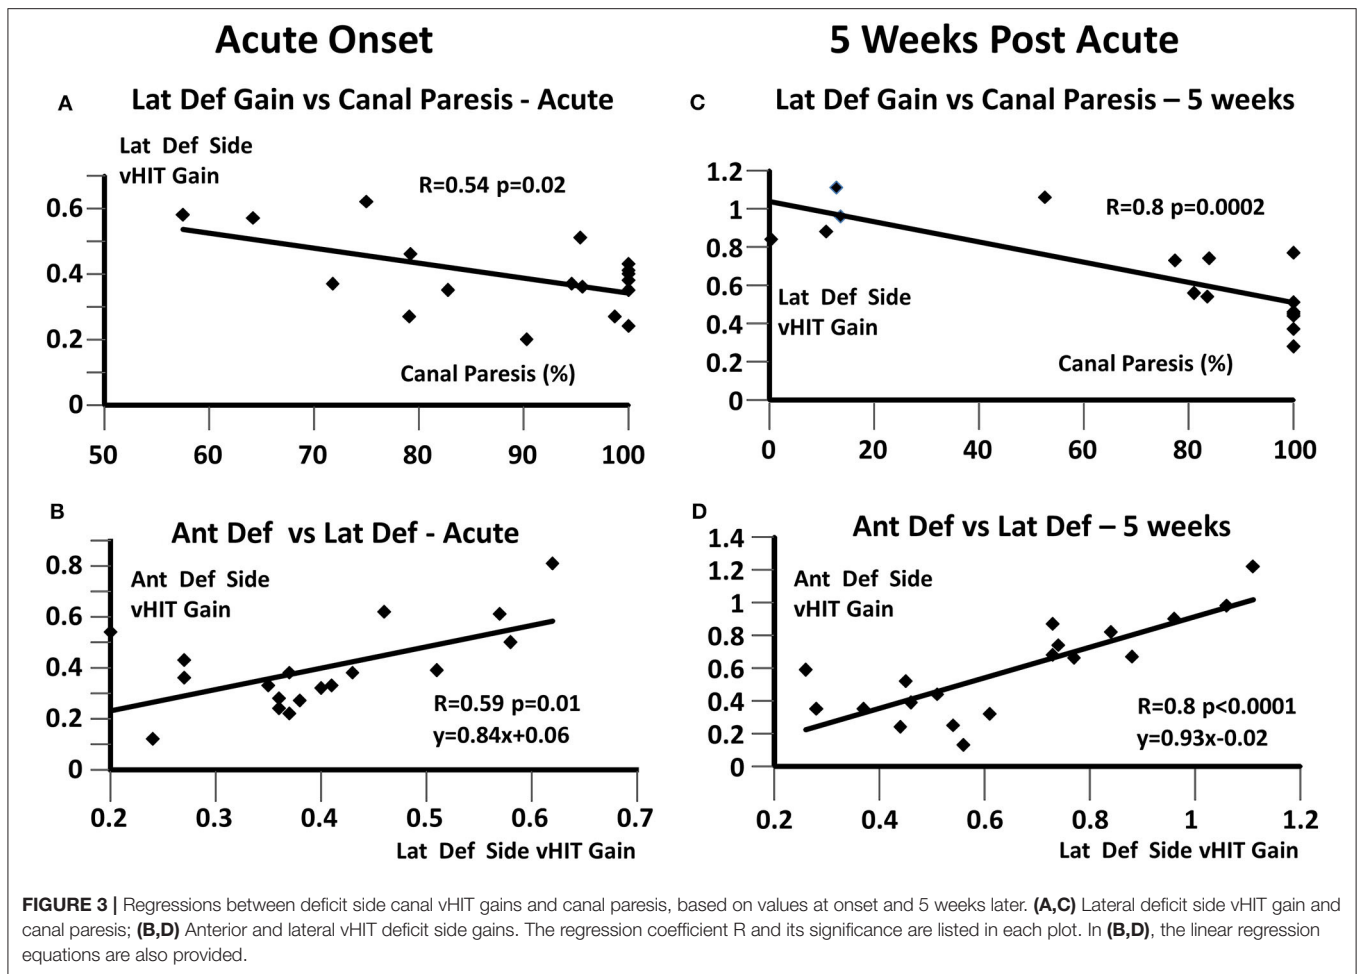 Acute Onset
5 Weeks Post Acute
A
Lat Def Gain vs Canal Paresis - Acute
Lat Def Side
vHIT Gain
R=0.54 p=0.02
0.6
0.4
0.2
0
Canal Paresis (%)
50 60 70 80 90 100
C
Lat Def Gain vs Canal Paresis – 5 weeks
1.2
1
0.8
0.6
0.4
0.2
0
R=0.8 p=0.0002
Lat Def Side
vHIT Gain
Canal Paresis (%)
0 20 40 60 80 100
B
Ant Def vs Lat Def - Acute
Ant Def Side
vHIT Gain
0.8
0.6
0.4
0.2
0
R=0.59 p=0.01
y=0.84x+0.06
0.2 0.3 0.4 0.5 0.6 0.7
Lat Def Side vHIT Gain
D
Ant Def vs Lat Def – 5 weeks
1.4
1.2
1
0.8
0.6
0.4
0.2
0
Ant Def Side
vHIT Gain
R=0.8 p<0.0001
y=0.93x-0.02
0.2 0.4 0.6 0.8 1 1.2
Lat Def Side vHIT Gain
FIGURE 3 | Regressions between deficit side canal vHIT gains and canal paresis, based on values at onset and 5 weeks later. (A,C) Lateral deficit side vHIT gain and
canal paresis; (B,D) Anterior and lateral vHIT deficit side gains. The regression coefficient R and its significance are listed in each plot. In (B,D), the linear regression
equations are also provided.